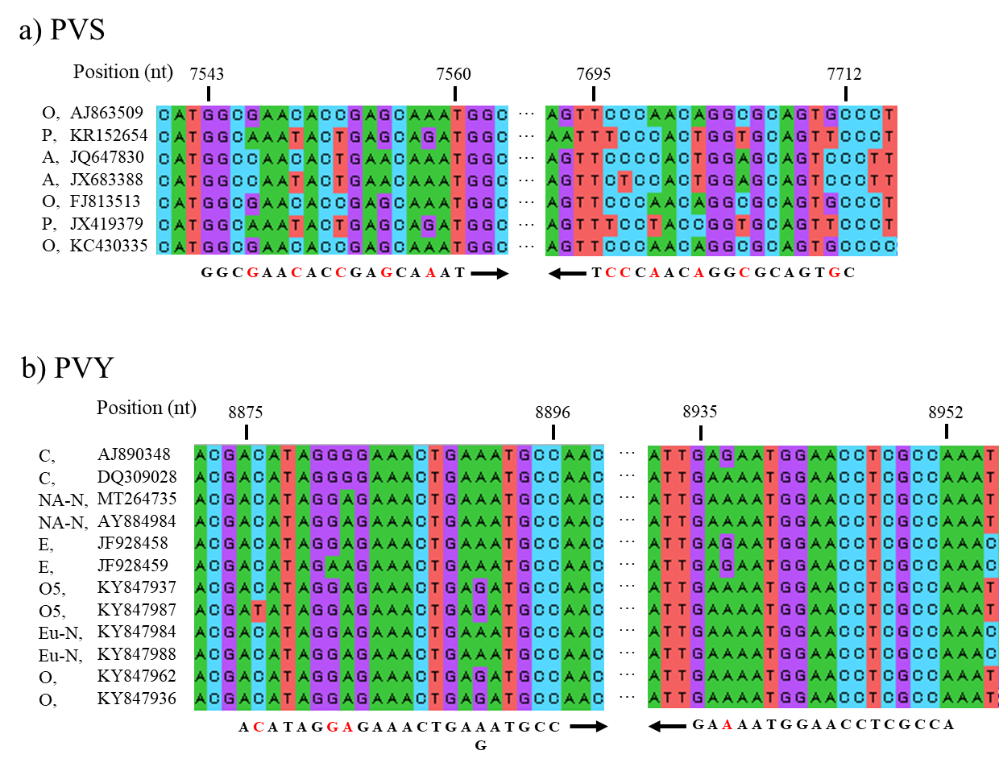 a) PVS
Position (nt) 7543 7560 7695 7712
O, AJ863509 CATGGCGAACACCGAGCAAATGGC ... AGTTCCCAACAGGCGCAGTGCCCT
P, KR152654 CATGGCAAATACTGAGCAGATGGC ... AATTTCCCACTGGTGCAGTTCCCT
A, JQ647830 CATGGCCAACACTGAACAAATGGC ... AGTTCCCCACTGGAGCAGTCCCTT
A, JX683388 CATGGCCAATACTGAACAAATGGC ... AGTTCTCCACTGGAGCAGTCCCTT
O, FJ813513 CATGGCGAACACCGAGCAAATGGC ... AGTTCCCAACAGGCGCAGTGCCCT
P, JX419379 CATGGCAAATACTGAGCAGATGGC ... AGTTTCCTACCGGTGCAGTTCCCT
O, KC430335 CATGGCGAACACCGAGCAAATGGC ... AGTTCCCAACAGGCGCAGTGCCCC
GGCGAACACCGAGCAAAT TCCCAACAGGCGCAGTGC
b) PVY
Position (nt) 8875 8896 8935 8952
C, AJ890348 ACGACATAGGGGAAACTGAAATGCCAAC ... ATTGAGAATGGAACCTCGCCAAAT
C, DQ309028 ACGACATAGGGGAAACTGAAATGCCAAC ... ATTGAAAATGGAACCTCGCCAAAT
NA-N, MT264735 ACGACATAGGAGAAACTGAAATGCCAAC ... ATTGAAAATGGAACCTCGCCAAAT
NA-N, AY884984 ACGACATAGGAGAAACTGAAATGCCAAC ... ATTGAAAATGGAACCTCGCCAAAT
E, JF928458 ACGACATAGGAGAAACTGAAATGCCAAC ... ATTGAGAATGGAACCTCGCCAAAC
E, JF928459 ACGACATAGAAGAAACTGAAATGCCAAC ... ATTGAGAATGGAACCTCGCCAAAC
O5, KY847937 ACGACATAGGAGAAACTGAGATGCCAAC ... ATTGAAAATGGAACCTCGCCAAAT
O5, KY847987 ACGATATAGGAGAAACTGAGATGCCAAC ... ATTGAAAATGGAACCTCGCCAAAT
Eu-N, KY847984 ACGACATAGGAGAAACTGAAATGCCAAC ... ATTGAAAATGGAACCTCGCCAAAC
Eu-N, KY847988 ACGACATAGGAGAAACTGAAATGCCAAC ... ATTGAAAATGGAACCTCGCCAAAC
O, KY847962 ACGACATAGGAGAAACTGAGATGCCAAC ... ATTGAAAATGGAACCTCGCCAAAT
O, KY847936 ACGACATAGGAGAAACTGAGATGCCAAC ... ATTGAAAATGGAACCTCGCCAAAT
ACATAGGAGAAACTGAAATGCC GAAAATGGAACCTCGCCA
G